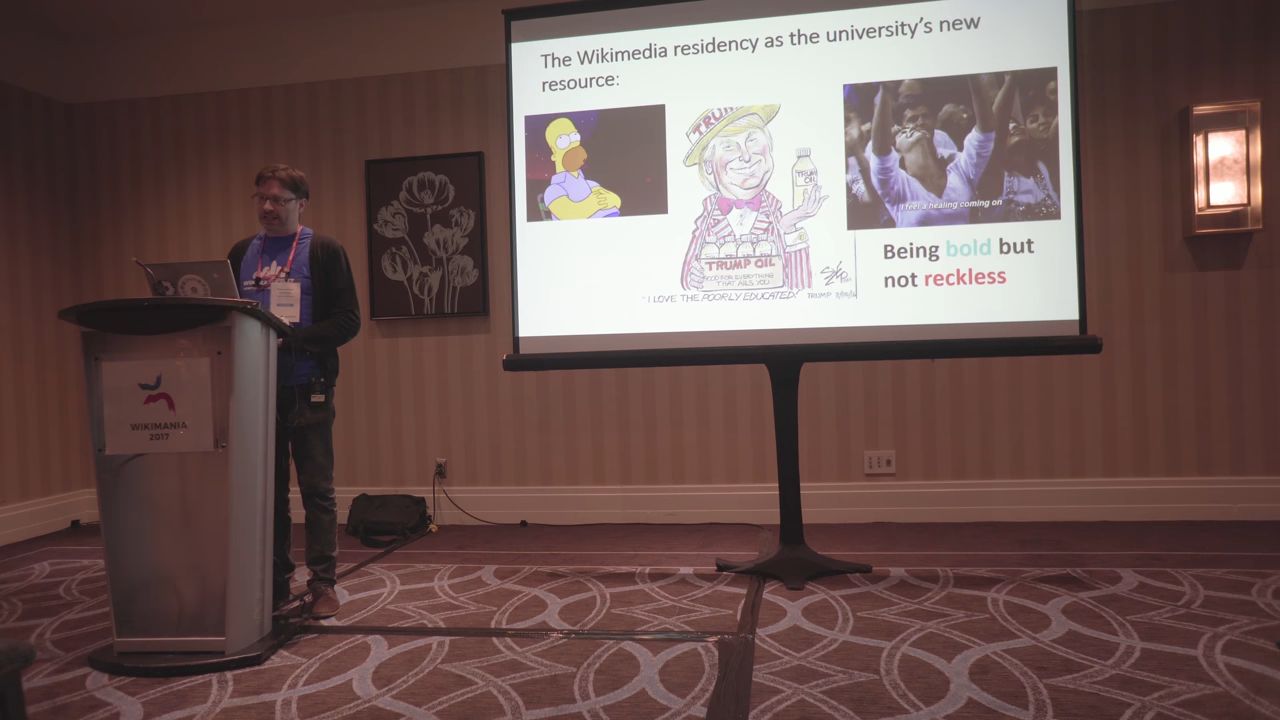 The Wikimedia residency as the university's new
resource:
TRUMP
TRUMP
OIL
I feel a healing coming on
TRUMP OIL
GOOD FOR EVERYTHING
THAT AILS YOU
"I LOVE THE POORLY EDUCATED!"
Being bold but
not reckless
WIKIMANIA
2017